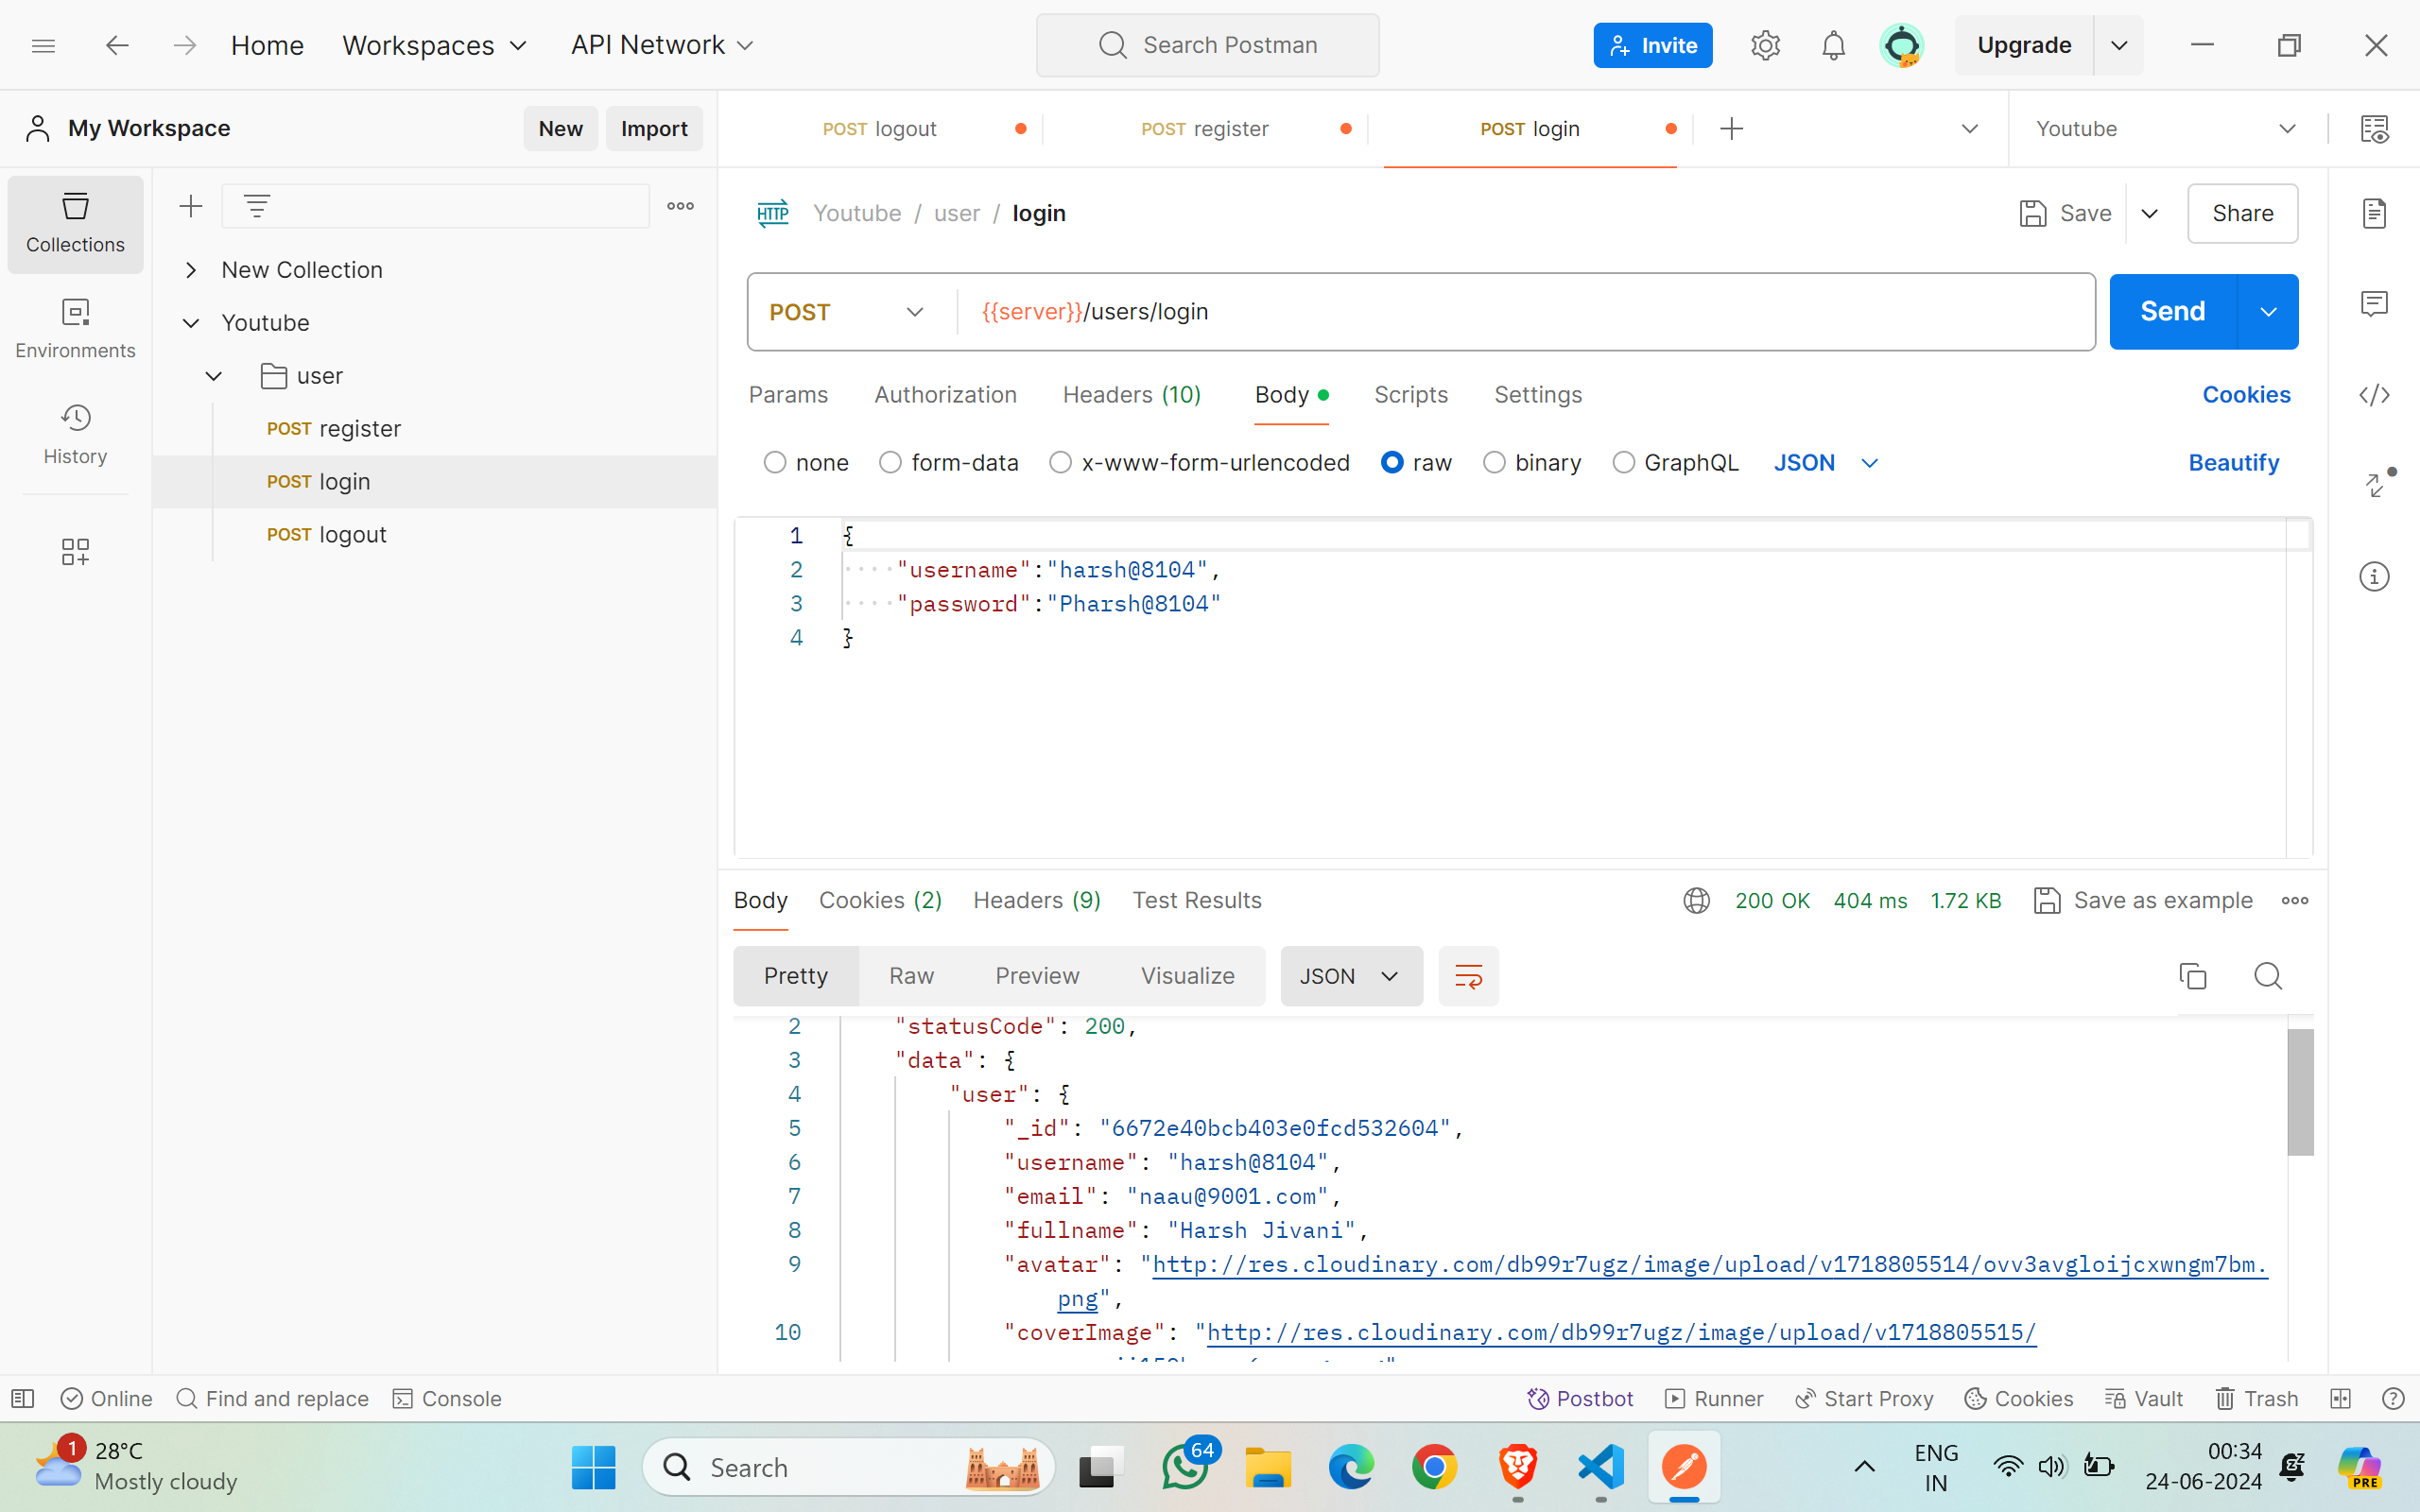 Home
Workspaces
API Network
Search Postman
Invite
Upgrade
My Workspace
New
Import
POST logout
POST register
POST login
Youtube
Collections
Environments
History
New Collection
Youtube
user
POST register
POST login
POST logout
HTTP
Youtube / user / login
Save
Share
POST
{{server}}/users/login
Send
Params
Authorization
Headers (10)
Body
Scripts
Settings
Cookies
none
form-data
x-www-form-urlencoded
raw
binary
GraphQL
JSON
Beautify
1 {
2 "username":"harsh@8104",
3 "password":"Pharsh@8104"
4 }
Body
Cookies (2)
Headers (9)
Test Results
200 OK
404 ms
1.72 KB
Save as example
Pretty
Raw
Preview
Visualize
JSON
2 "statusCode": 200,
3 "data": {
4 "user": {
5 "_id": "6672e40bcb403e0fcd532604",
6 "username": "harsh@8104",
7 "email": "naau@9001.com",
8 "fullname": "Harsh Jivani",
9 "avatar": "http://res.cloudinary.com/db99r7ugz/image/upload/v1718805514/ovv3avgloijcxwngm7bm.
png",
10 "coverImage": "http://res.cloudinary.com/db99r7ugz/image/upload/v1718805515/
Online
Find and replace
Console
Postbot
Runner
Start Proxy
Cookies
Vault
Trash
1
28°C
Mostly cloudy
Search
64
ENG
IN
00:34
24-06-2024
PRE